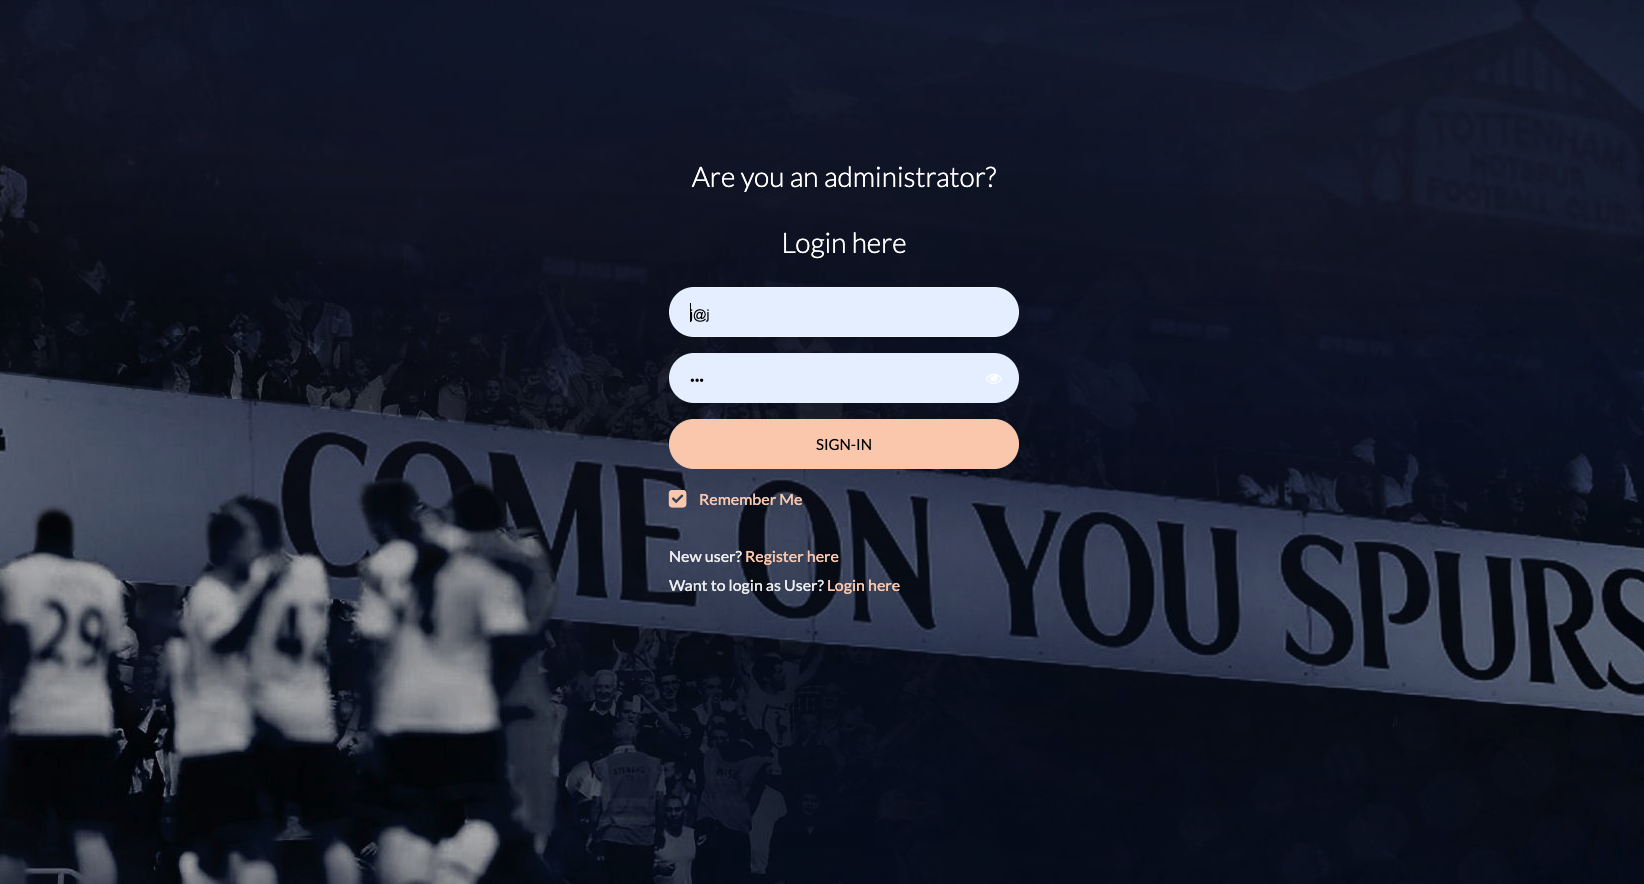 TOTTENHAM
HOTSPUR
FOOTBALL CLUB
Are you an administrator?
Login here
j@j
•••
SIGN-IN
Remember Me
New user? Register here
Want to login as User? Login here
COME ON YOU SPURS
29